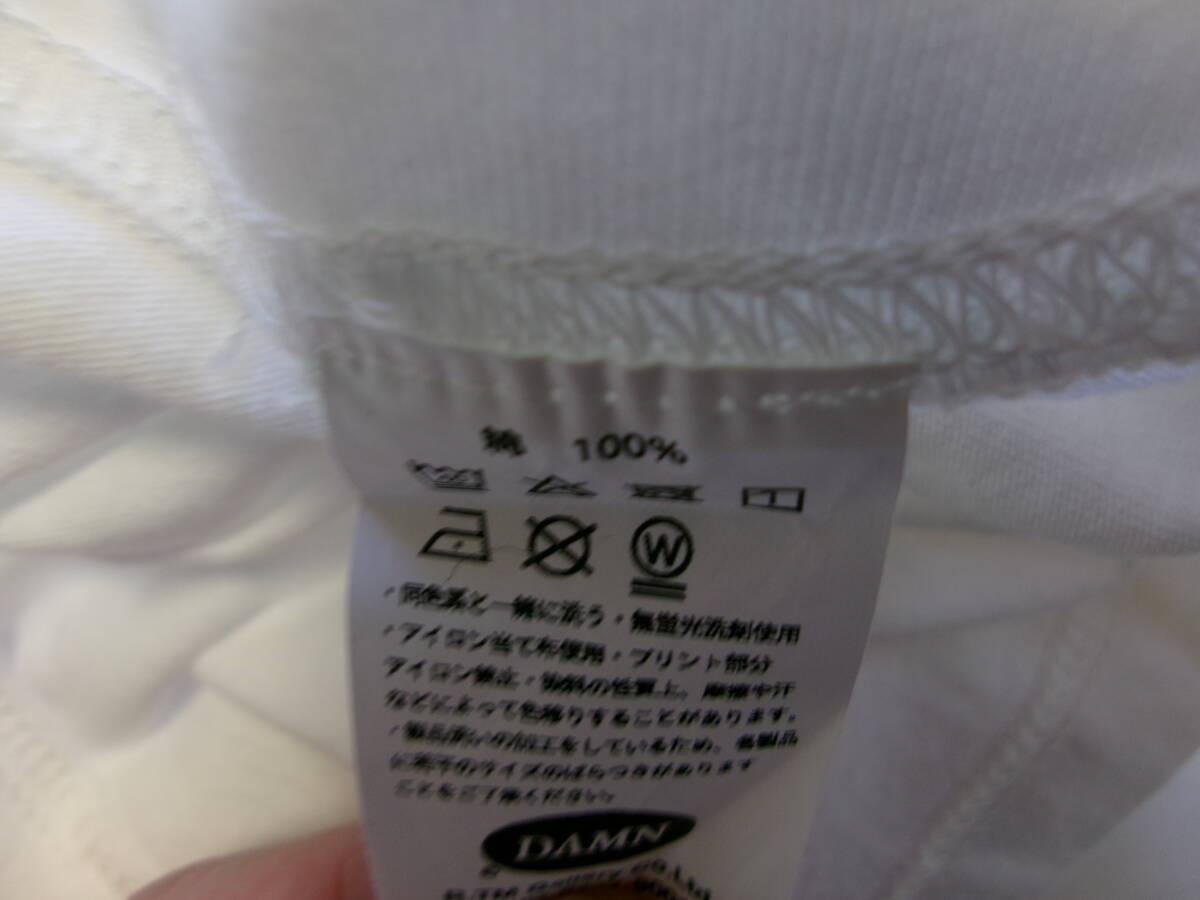 綿 100%
W
・同色系と一緒に洗う・無蛍光洗剤使用
・アイロン当て布使用・プリント部分
アイロン禁止・染料の性質上、摩擦や汗
などによって色移りすることがあります。
・製品洗いの加工をしているため、各製品
に若干のサイズのばらつきがあります
ことをご了承ください。
DAMN
Co.Ltd